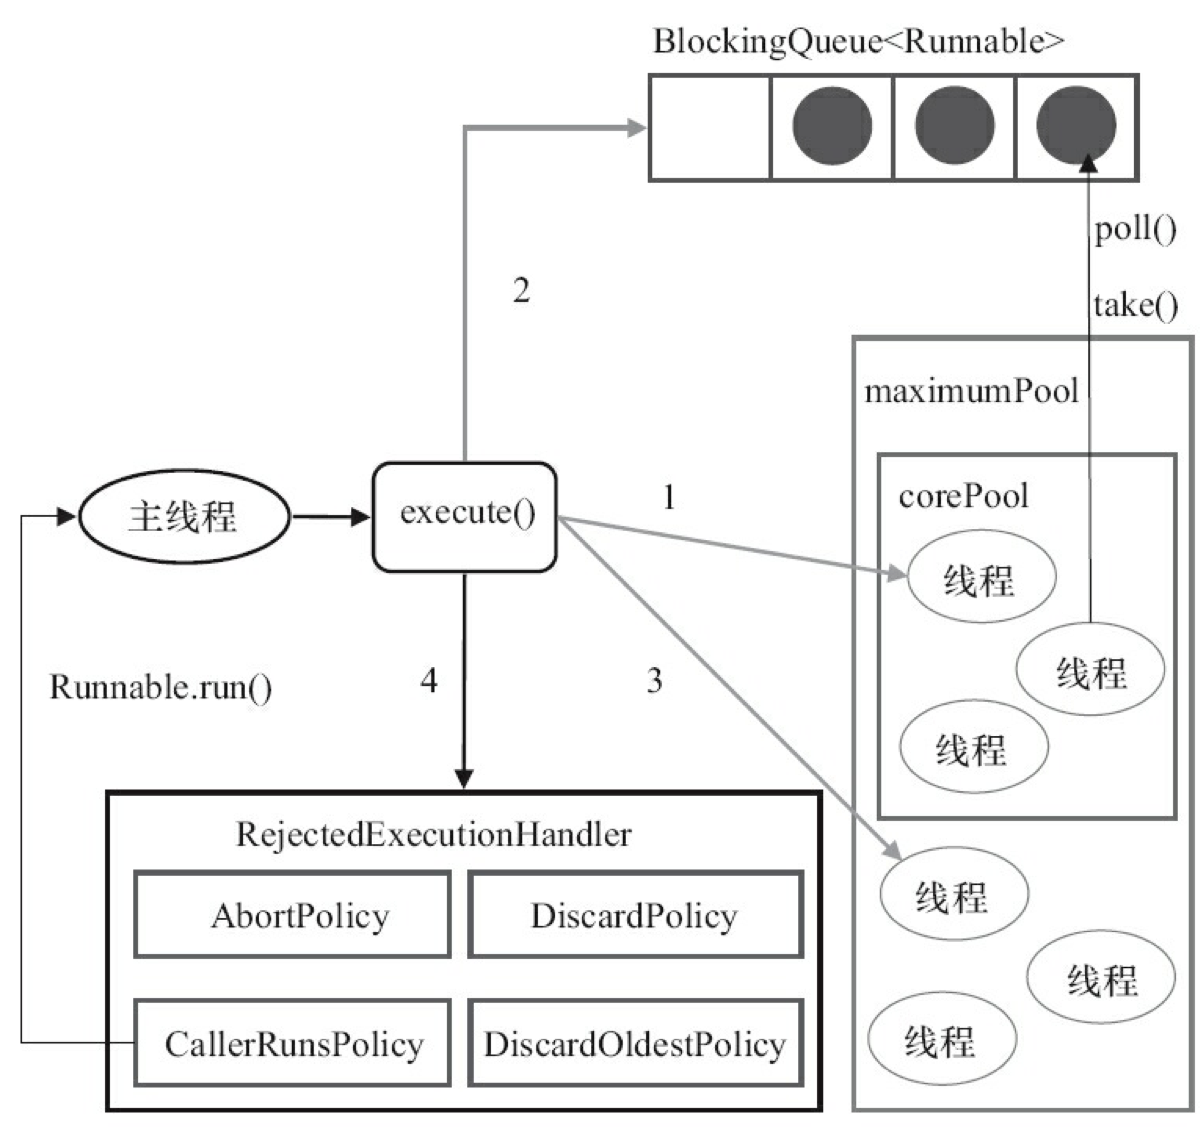 BlockingQueue<Runnable>
poll()
2
take()
maximumPool
corePool
1
主线程
execute()
线程
线程
Runnable.run()
4
3
线程
RejectedExecutionHandler
AbortPolicy
DiscardPolicy
线程
线程
CallerRunsPolicy
DiscardOldestPolicy
线程